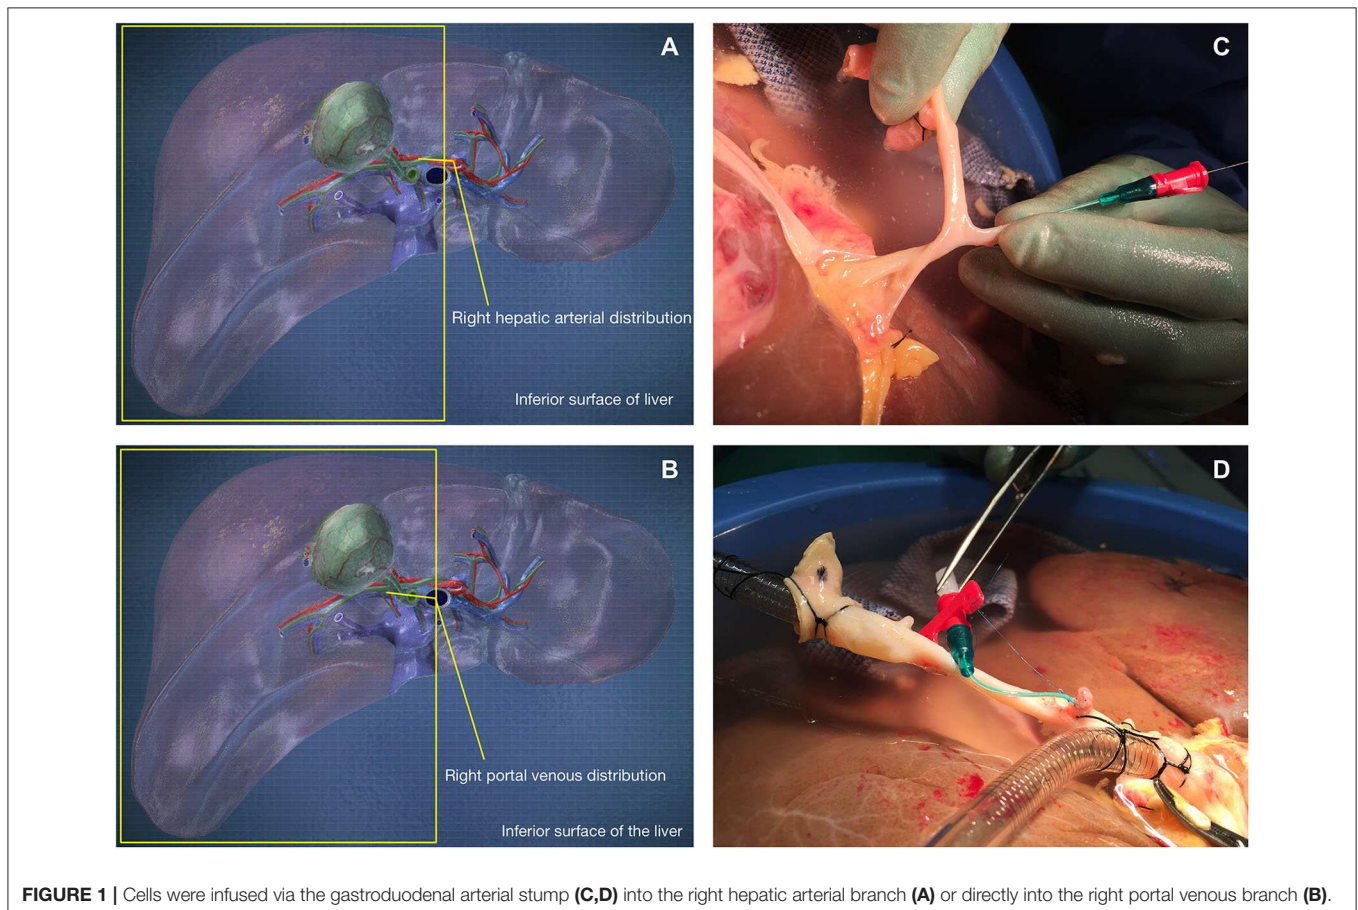 A
Right hepatic arterial distribution
Inferior surface of liver
C
B
Right portal venous distribution
Inferior surface of the liver
D
FIGURE 1 | Cells were infused via the gastroduodenal arterial stump (C,D) into the right hepatic arterial branch (A) or directly into the right portal venous branch (B).